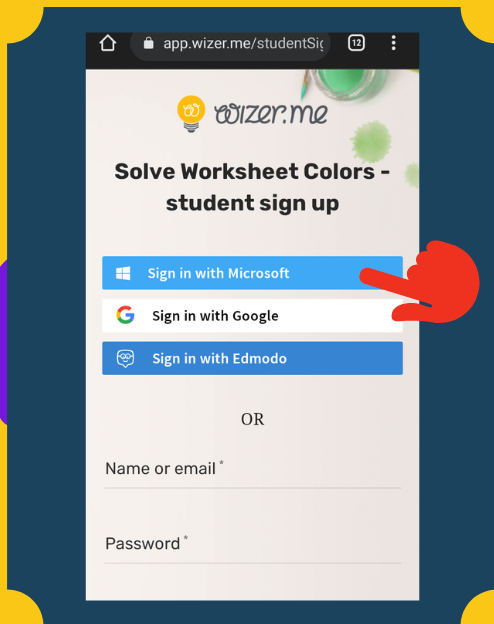 app.wizer.me/studentSig
12
wizer.me
Solve Worksheet Colors -
student sign up
Sign in with Microsoft
Sign in with Google
Sign in with Edmodo
OR
Name or email *
Password *